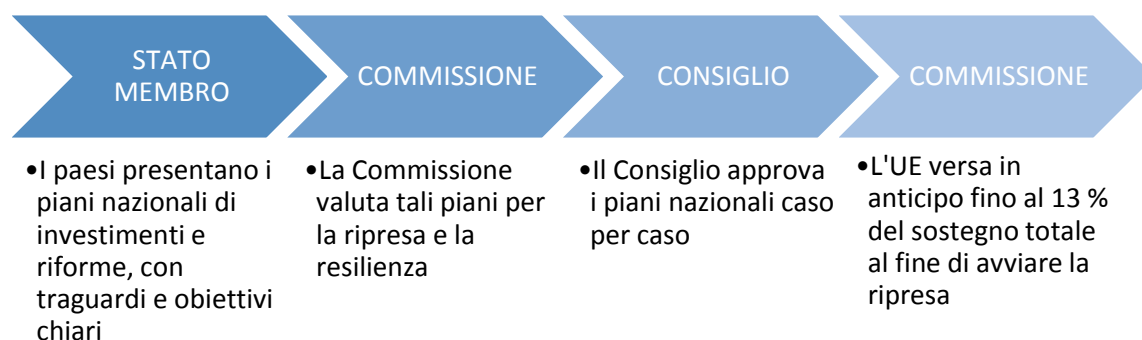 STATO
MEMBRO
•I paesi presentano i
piani nazionali di
investimenti e
riforme, con
traguardi e obiettivi
chiari
COMMISSIONE
•La Commissione
valuta tali piani per
la ripresa e la
resilienza
CONSIGLIO
•Il Consiglio approva
i piani nazionali caso
per caso
COMMISSIONE
•L'UE versa in
anticipo fino al 13 %
del sostegno totale
al fine di avviare la
ripresa